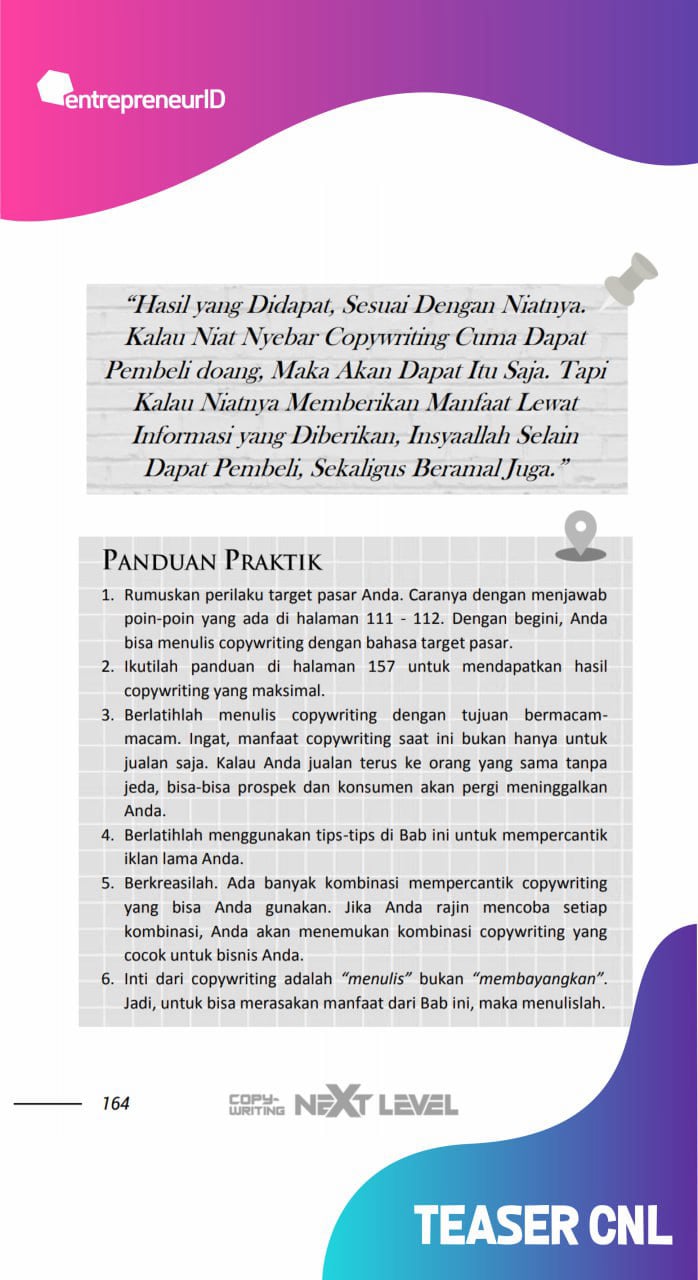 entrepreneurID
“Hasil yang Didapat, Sesuai Dengan Niatnya.
Kalau Niat Nyebar Copywriting Cuma Dapat
Pembeli doang, Maka Akan Dapat Itu Saja. Tapi
Kalau Niatnya Memberikan Manfaat Lewat
Informasi yang Diberikan, Insyaallah Selain
Dapat Pembeli, Sekaligus Beramal Juga.”
PANDUAN PRAKTIK
1. Rumuskan perilaku target pasar Anda. Caranya dengan menjawab
poin-poin yang ada di halaman 111 - 112. Dengan begini, Anda
bisa menulis copywriting dengan bahasa target pasar.
2. Ikutilah panduan di halaman 157 untuk mendapatkan hasil
copywriting yang maksimal.
3. Berlatihlah menulis copywriting dengan tujuan bermacam-
macam. Ingat, manfaat copywriting saat ini bukan hanya untuk
jualan saja. Kalau Anda jualan terus ke orang yang sama tanpa
jeda, bisa-bisa prospek dan konsumen akan pergi meninggalkan
Anda.
4. Berlatihlah menggunakan tips-tips di Bab ini untuk mempercantik
iklan lama Anda.
5. Berkreasilah. Ada banyak kombinasi mempercantik copywriting
yang bisa Anda gunakan. Jika Anda rajin mencoba setiap
kombinasi, Anda akan menemukan kombinasi copywriting yang
cocok untuk bisnis Anda.
6. Inti dari copywriting adalah “menulis” bukan “membayangkan”.
Jadi, untuk bisa merasakan manfaat dari Bab ini, maka menulislah.
164
COPY-
WRITING NEXT LEVEL
TEASER CNL